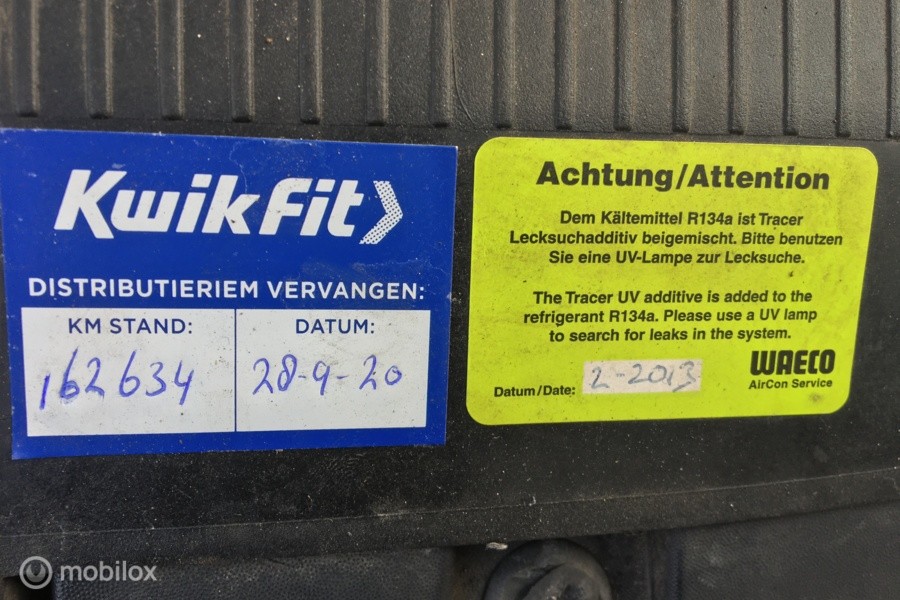 KwikFit
DISTRIBUTIERIEM VERVANGEN:
KM STAND: DATUM:
162634 28-9-20
Achtung/Attention
Dem Kältemittel R134a ist Tracer
Lecksuchadditiv beigemischt. Bitte benutzen
Sie eine UV-Lampe zur Lecksuche.
The Tracer UV additive is added to the
refrigerant R134a. Please use a UV lamp
to search for leaks in the system.
WAECO
AirCon Service
Datum/Date: 2-2013
mobilox